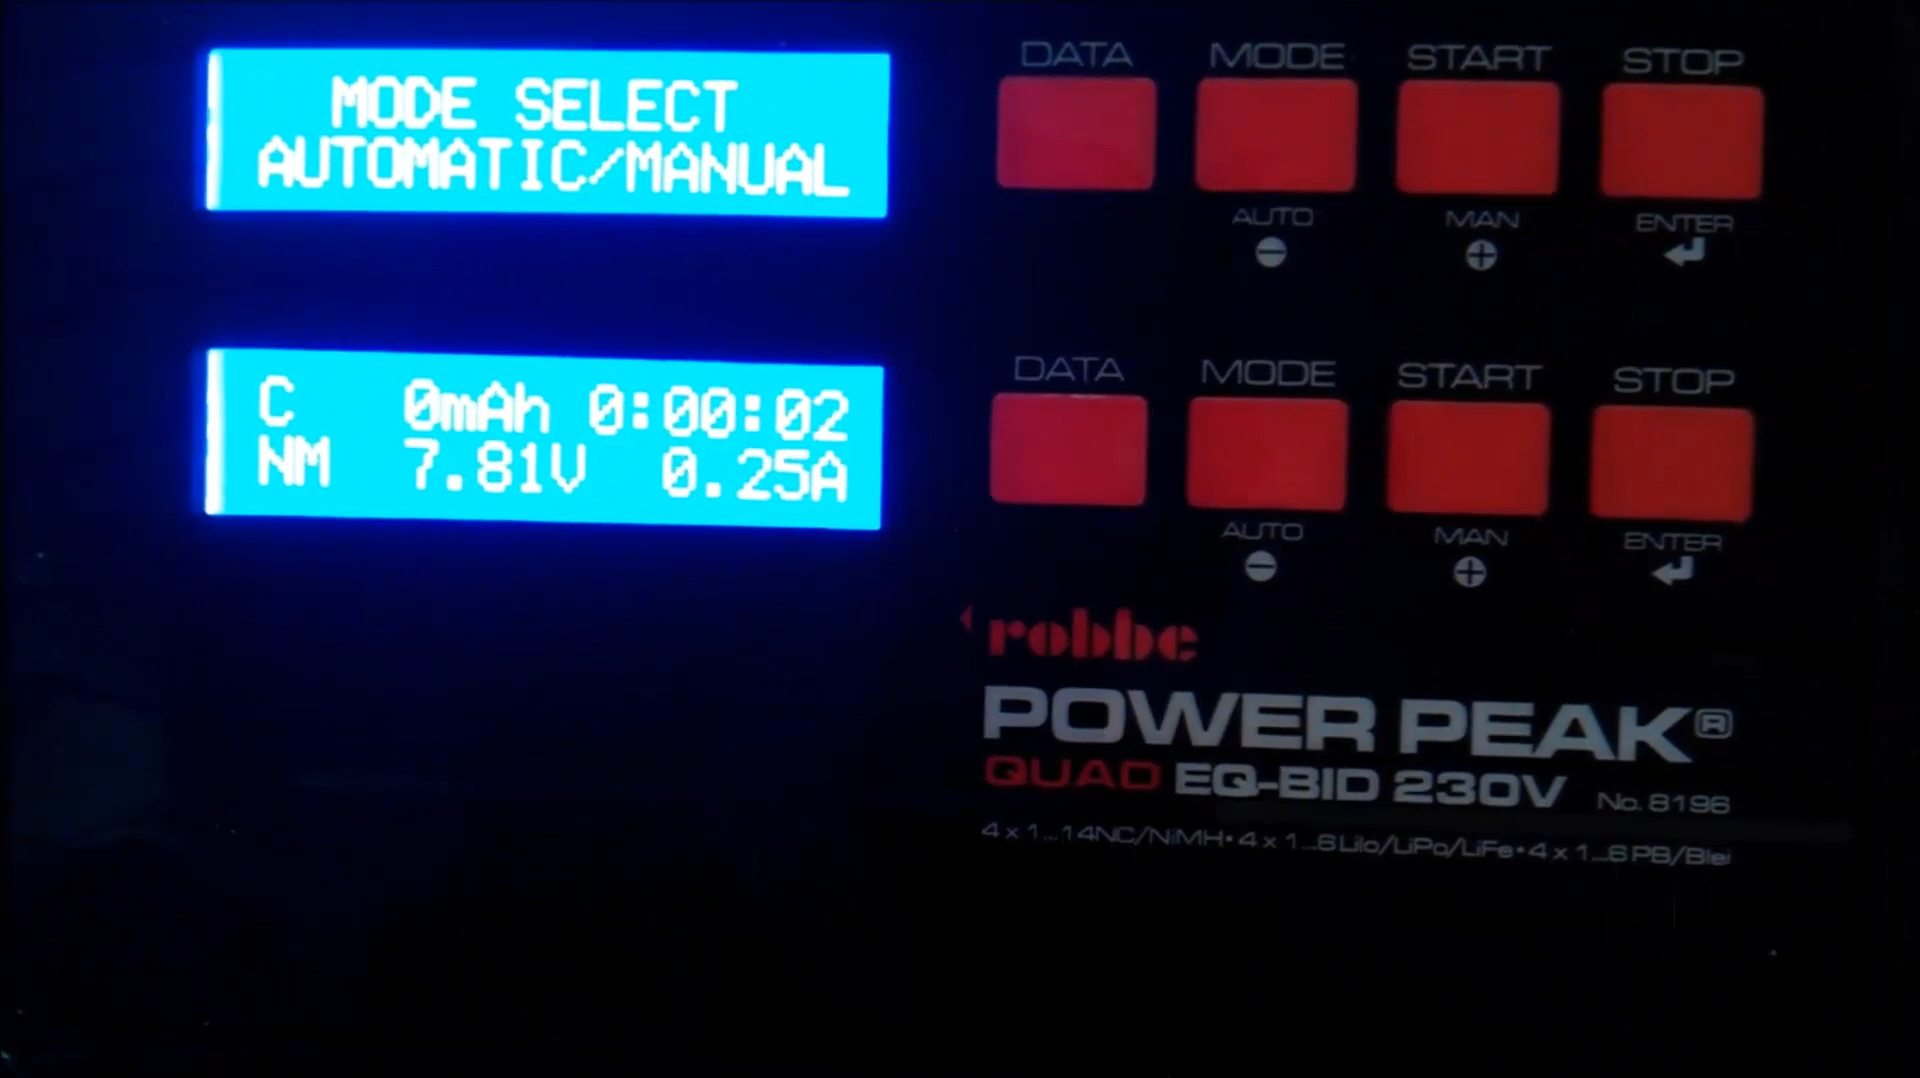 MODE SELECT
AUTOMATIC/MANUAL
DATA MODE START STOP
AUTO MAN ENTER
C 0mAh 0:00:02
NM 7.81V 0.25A
DATA MODE START STOP
AUTO MAN ENTER
robbe
POWER PEAK®
QUAD EQ-BID 230V No. 8196
4 x 1...14NC/NiMH•4 x 1...6 LiIo/LiPo/LiFe•4 x 1...6 PB/Blei